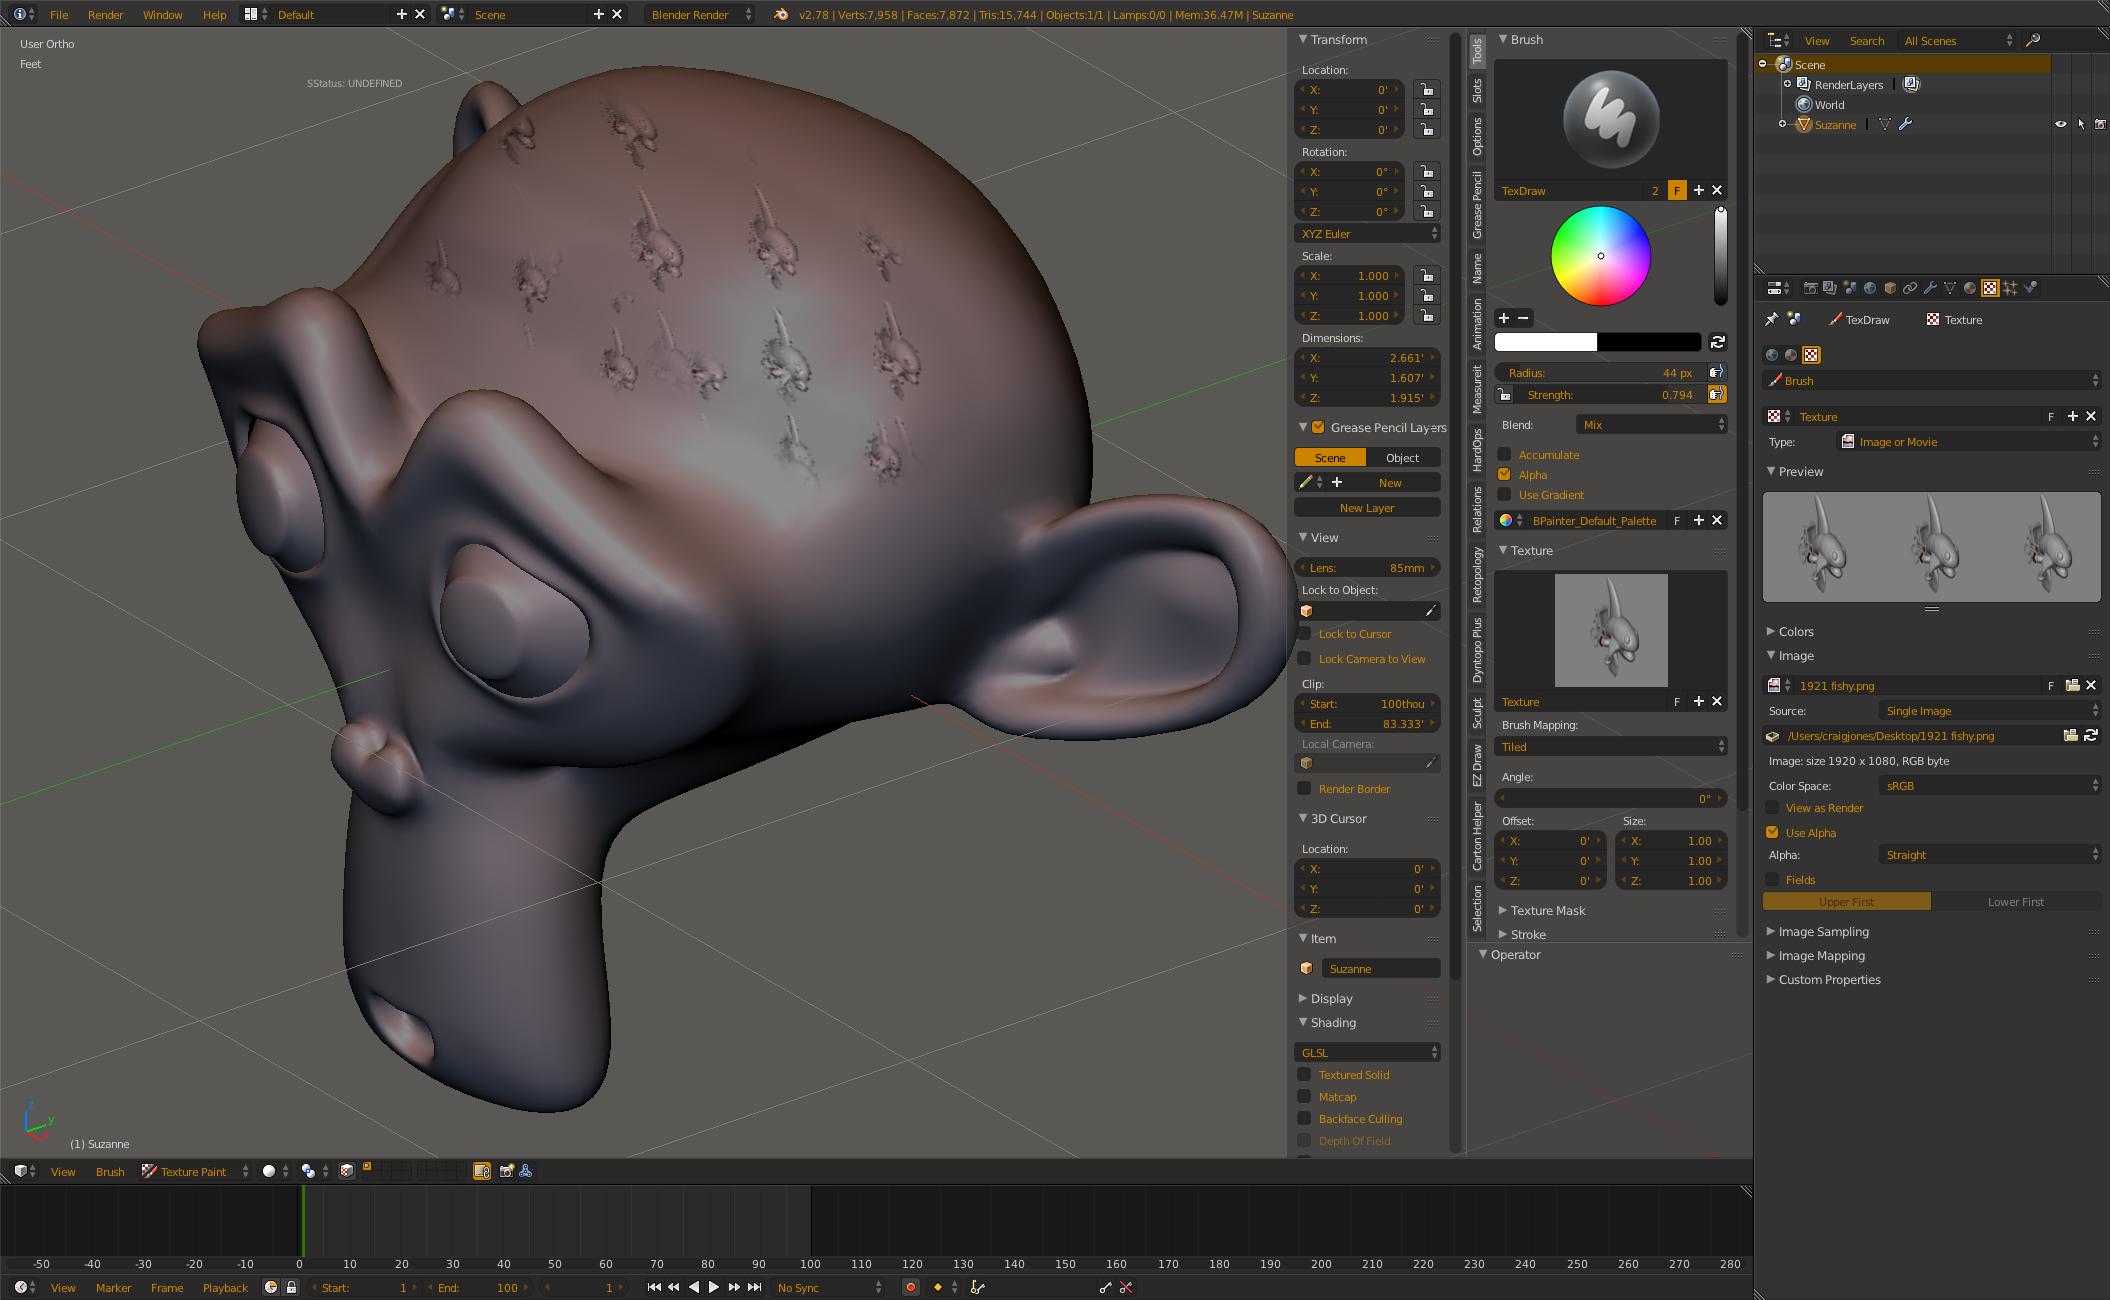 File Render Window Help Default Scene Blender Render v2.78 | Verts:7,958 | Faces:7,872 | Tris:15,744 | Objects:1/1 | Lamps:0/0 | Mem:36.47M | Suzanne
User Ortho
Feet
SStatus: UNDEFINED
(1) Suzanne
Transform
Location:
X: 0'
Y: 0'
Z: 0'
Rotation:
X: 0°
Y: 0°
Z: 0°
XYZ Euler
Scale:
X: 1.000
Y: 1.000
Z: 1.000
Dimensions:
X: 2.661'
Y: 1.607'
Z: 1.915'
Grease Pencil Layers
Scene Object
New
New Layer
View
Lens: 85mm
Lock to Object:
Lock to Cursor
Lock Camera to View
Clip:
Start: 100thou
End: 83.333'
Local Camera:
Render Border
3D Cursor
Location:
X: 0'
Y: 0'
Z: 0'
Item
Suzanne
Display
Shading
GLSL
Textured Solid
Matcap
Backface Culling
Depth Of Field
Tools
Slots
Options
Grease Pencil
Name
Animation
Measureit
HardOps
Relations
Retopology
Dyntopo Plus
Sculpt
EZ Draw
Carton Helper
Selection
Brush
TexDraw 2 F
Radius: 44 px
Strength: 0.794
Blend: Mix
Accumulate
Alpha
Use Gradient
BPainter_Default_Palette F
Texture
Texture F
Brush Mapping:
Tiled
Angle:
0°
Offset: Size:
X: 0' X: 1.00
Y: 0' Y: 1.00
Z: 0' Z: 1.00
Texture Mask
Stroke
Operator
View Search All Scenes
Scene
RenderLayers
World
Suzanne
TexDraw Texture
Brush
Texture F
Type: Image or Movie
Preview
Colors
Image
1921 fishy.png F
Source: Single Image
/Users/craigjones/Desktop/1921 fishy.png
Image: size 1920 x 1080, RGB byte
Color Space: sRGB
View as Render
Use Alpha
Alpha: Straight
Fields
Upper First Lower First
Image Sampling
Image Mapping
Custom Properties
View Brush Texture Paint
-50 -40 -30 -20 -10 0 10 20 30 40 50 60 70 80 90 100 110 120 130 140 150 160 170 180 190 200 210 220 230 240 250 260 270 280
View Marker Frame Playback Start: 1 End: 100 1 No Sync
z
y
x